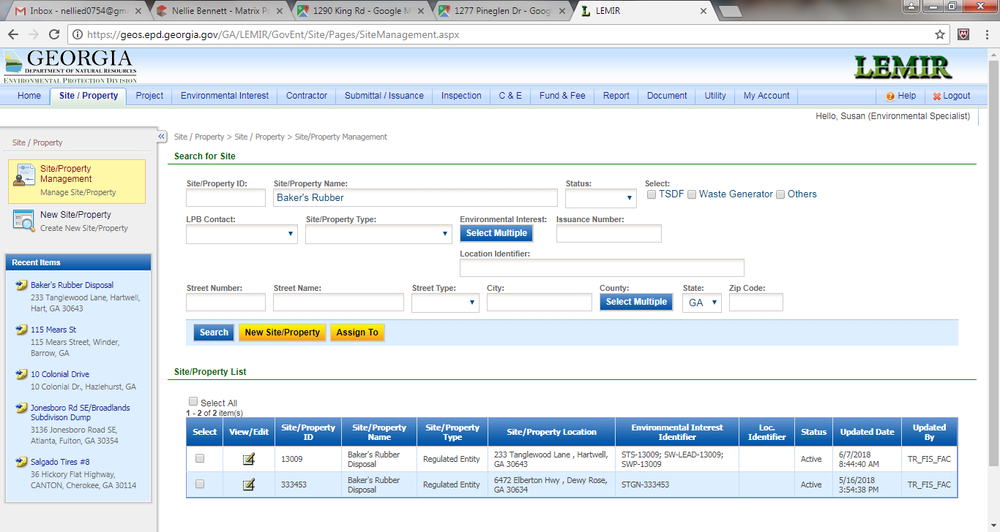 Inbox - nellied0754@gma
Nellie Bennett - Matrix Po
1290 King Rd - Google M
1277 Pineglen Dr - Goog
LEMIR
https://geos.epd.georgia.gov/GA/LEMIR/GovEnt/Site/Pages/SiteManagement.aspx
GEORGIA
DEPARTMENT OF NATURAL RESOURCES
ENVIRONMENTAL PROTECTION DIVISION
LEMIR
Home Site / Property Project Environmental Interest Contractor Submittal / Issuance Inspection C & E Fund & Fee Report Document Utility My Account Help Logout
Hello, Susan (Environmental Specialist)
Site / Property
Site/Property
Management
Manage Site/Property
New Site/Property
Create New Site/Property
Recent Items
Baker's Rubber Disposal
233 Tanglewood Lane, Hartwell,
Hart, GA 30643
115 Mears St
115 Mears Street, Winder,
Barrow, GA
10 Colonial Drive
10 Colonial Dr., Hazlehurst, GA
Jonesboro Rd SE/Broadlands
Subdivison Dump
3136 Jonesboro Road SE,
Atlanta, Fulton, GA 30354
Salgado Tires #8
36 Hickory Flat Highway,
CANTON, Cherokee, GA 30114
Site / Property > Site / Property > Site/Property Management
Search for Site
Site/Property ID: Site/Property Name: Status: Select:
Baker's Rubber TSDF Waste Generator Others
LPB Contact: Site/Property Type: Environmental Interest: Issuance Number:
Select Multiple
Location Identifier:
Street Number: Street Name: Street Type: City: County: State: Zip Code:
Select Multiple GA
Search New Site/Property Assign To
Site/Property List
Select All
1 - 2 of 2 item(s)
Select View/Edit Site/Property ID Site/Property Name Site/Property Type Site/Property Location Environmental Interest Identifier Loc. Identifier Status Updated Date Updated By
13009 Baker's Rubber Disposal Regulated Entity 233 Tanglewood Lane , Hartwell, GA 30643 STS-13009; SW-LEAD-13009; SWP-13009 Active 6/7/2018 8:44:40 AM TR_FIS_FAC
333453 Baker's Rubber Disposal Regulated Entity 6472 Elberton Hwy , Dewy Rose, GA 30634 STGN-333453 Active 5/16/2018 3:54:38 PM TR_FIS_FAC